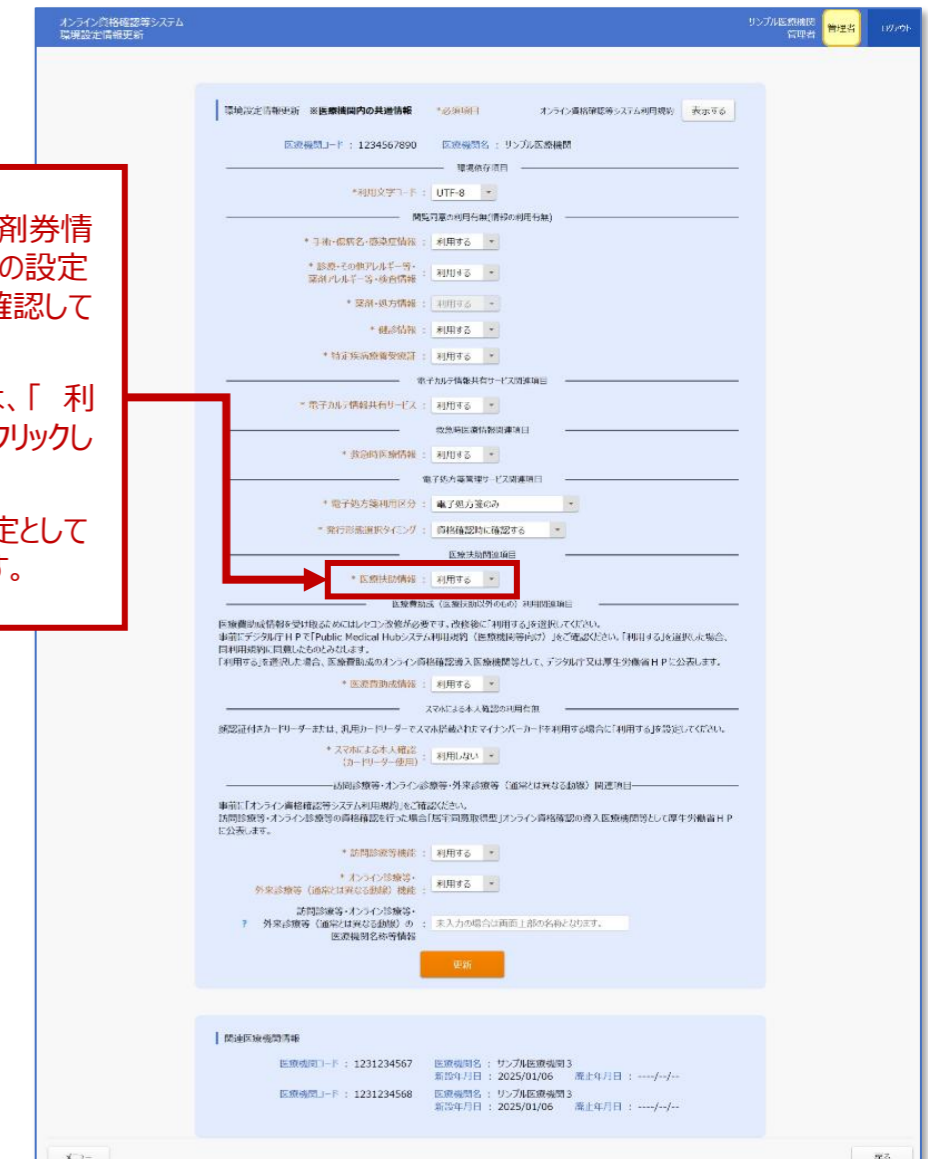 オンライン資格確認等システム
環境設定情報更新
サンプル医療機関
管理者
管理者
ログアウト
環境設定情報更新 ※医療機関内の共通情報 *必須項目 オンライン資格確認等システム利用規約 表示する
医療機関コード : 1234567890 医療機関名 : サンプル医療機関
環境依存項目
*利用文字コード : UTF-8
閲覧同意の利用有無(情報の利用有無)
* 手術・傷病名・感染症情報 : 利用する
* 診療・その他アレルギー等・
薬剤アレルギー等・検査情報 : 利用する
* 薬剤・処方情報 : 利用する
* 健診情報 : 利用する
* 特定疾病療養受療証 : 利用する
電子カルテ情報共有サービス関連項目
* 電子カルテ情報共有サービス : 利用する
救急時医療情報関連項目
* 救急時医療情報 : 利用する
電子処方箋管理サービス関連項目
* 電子処方箋利用区分 : 電子処方箋のみ
* 発行形態選択タイミング : 資格確認時に確認する
医療扶助関連項目
* 医療扶助情報 : 利用する
医療費助成(医療扶助以外のもの)利用関連項目
医療費助成情報を受け取るためにはレセコン改修が必要です。改修後に「利用する」を選択してください。
事前にデジタル庁HPで「Public Medical Hubシステム利用規約(医療機関等向け)」をご確認ください。「利用する」を選択した場合、
同利用規約に同意したものとみなします。
「利用する」を選択した場合、医療費助成のオンライン資格確認導入医療機関等として、デジタル庁又は厚生労働省HPに公表します。
* 医療費助成情報 : 利用する
スマホによる本人確認の利用有無
顔認証付きカードリーダーまたは、汎用カードリーダーでスマホ搭載されたマイナンバーカードを利用する場合に「利用する」を設定してください。
* スマホによる本人確認
(カードリーダー使用) : 利用しない
訪問診療等・オンライン診療等・外来診療等(通常とは異なる動線)関連項目
事前に「オンライン資格確認等システム利用規約」をご確認ください。
訪問診療等・オンライン診療等の資格確認を行った場合「居宅同意取得型」オンライン資格確認の導入医療機関等として厚生労働省HP
に公表します。
* 訪問診療等機能 : 利用する
* オンライン診療等・
外来診療等(通常とは異なる動線)機能 : 利用する
訪問診療等・オンライン診療等・
? 外来診療等(通常とは異なる動線)の : 未入力の場合は画面上部の名称となります。
医療機関名称等情報
更新
関連医療機関情報
医療機関コード : 1231234567 医療機関名 : サンプル医療機関3
新設年月日 : 2025/01/06 廃止年月日 : ----/--/--
医療機関コード : 1231234568 医療機関名 : サンプル医療機関3
新設年月日 : 2025/01/06 廃止年月日 : ----/--/--
メニュー
戻る
剤券情
の設定
確認して
、「 利
クリックし
定として
す。